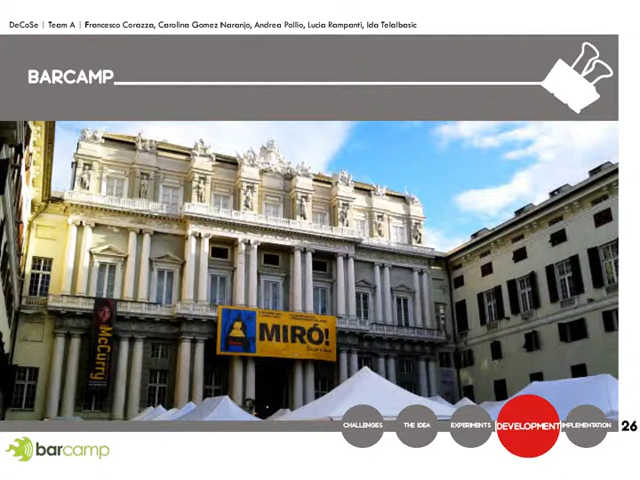 DeCoSe | Team A | Francesco Corazza, Carolina Gomez Naranjo, Andrea Pollio, Lucia Rampanti, Ida Telalbasic
BARCAMP
McCurry
MIRÓ!
CHALLENGES
THE IDEA
EXPERIMENTS
DEVELOPMENT
IMPLEMENTATION
26
barcamp